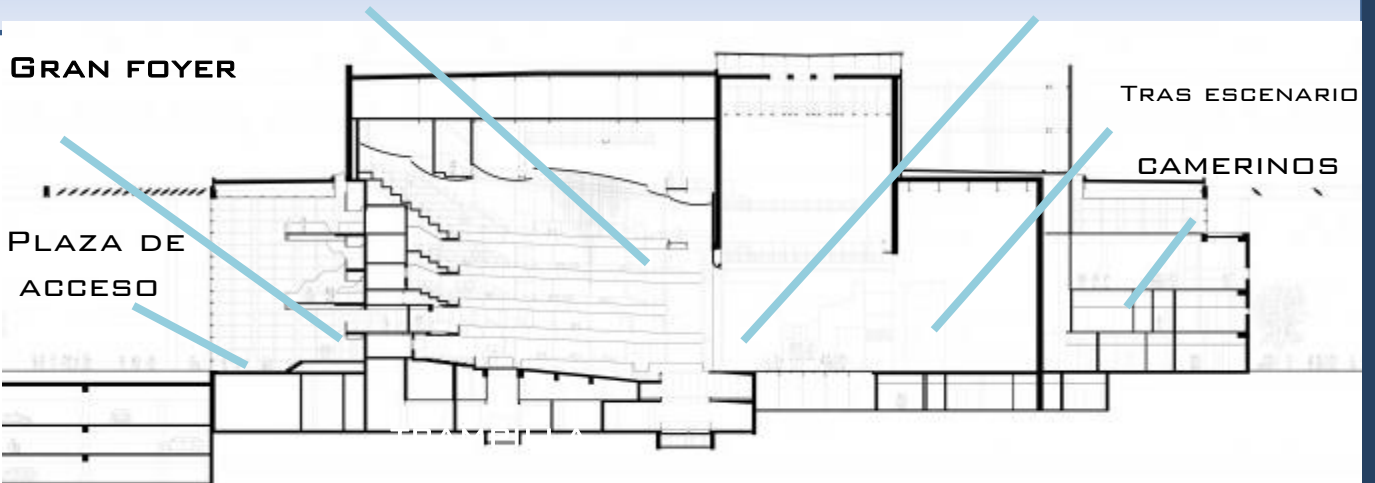 GRAN FOYER
TRAS ESCENARIO
CAMERINOS
PLAZA DE
ACCESO